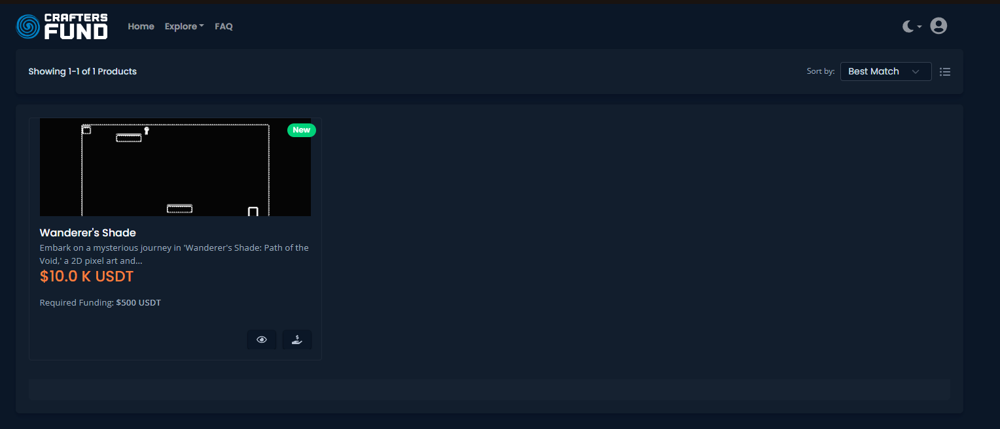 CRAFTERS
FUND
Home Explore FAQ
Showing 1-1 of 1 Products
Sort by: Best Match
New
Wanderer's Shade
Embark on a mysterious journey in 'Wanderer's Shade: Path of the
Void,' a 2D pixel art and...
$10.0 K USDT
Required Funding: $500 USDT